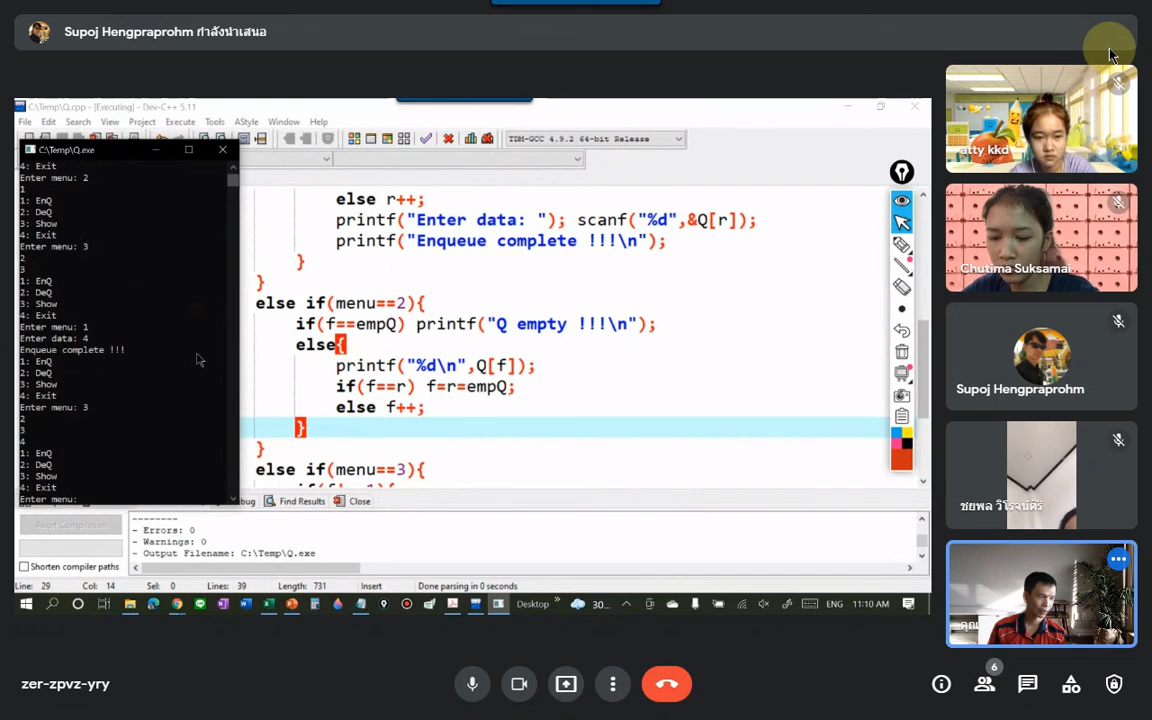 Supoj Hengpraprohm กำลังนำเสนอ
C:\Temp\Q.cpp - [Executing] - Dev-C++ 5.11
File Edit Search View Project Execute Tools AStyle Window Help
TDM-GCC 4.9.2 64-bit Release
C:\Temp\Q.exe
4: Exit
Enter menu: 2
1
1: EnQ
2: DeQ
3: Show
4: Exit
Enter menu: 3
2
3
1: EnQ
2: DeQ
3: Show
4: Exit
Enter menu: 1
Enter data: 4
Enqueue complete !!!
1: EnQ
2: DeQ
3: Show
4: Exit
Enter menu: 3
2
3
4
1: EnQ
2: DeQ
3: Show
4: Exit
Enter menu:
else r++;
printf("Enter data: "); scanf("%d",&Q[r]);
printf("Enqueue complete !!!\n");
}
}
else if(menu==2){
if(f==empQ) printf("Q empty !!!\n");
else{
printf("%d\n",Q[f]);
if(f==r) f=r=empQ;
else f++;
}
}
else if(menu==3){
Find Results Close
Abort Compilation
Shorten compiler paths
--------
- Errors: 0
- Warnings: 0
- Output Filename: C:\Temp\Q.exe
Line: 29 Col: 14 Sel: 0 Lines: 39 Length: 731 Insert Done parsing in 0 seconds
Desktop 30... ENG 11:10 AM
atty kkd
Chutima Suksamai
Supoj Hengpraprohm
ชยพล วิโรจน์ศิริ
คุณ
zer-zpvz-yry
6